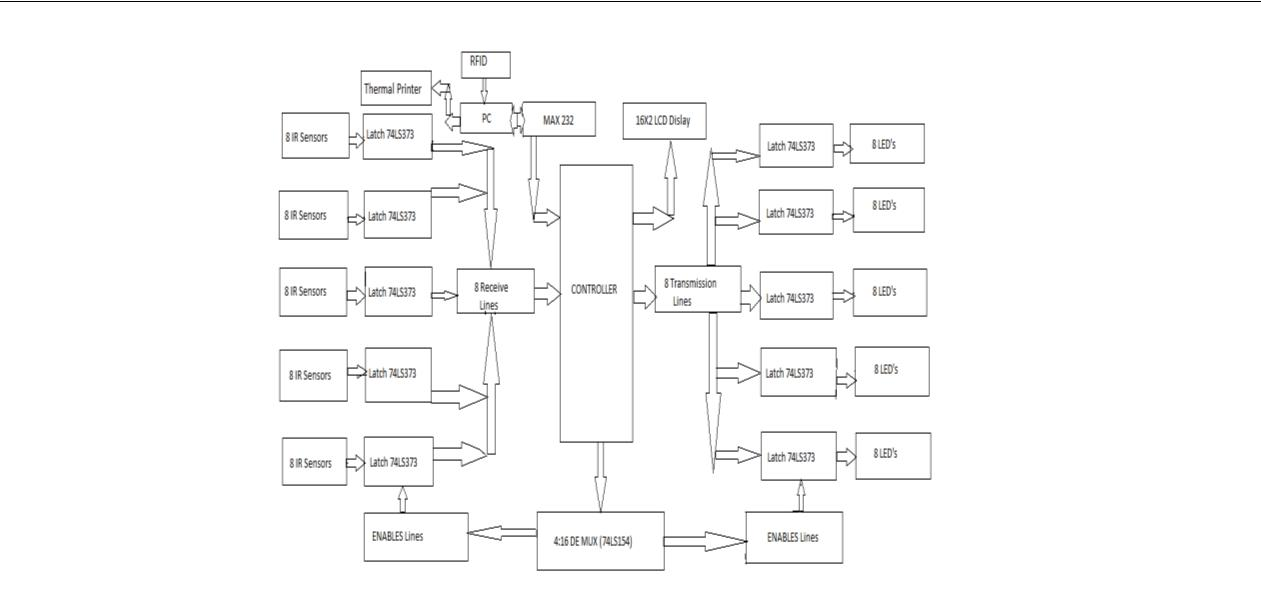 RFID
Thermal Printer
PC
MAX 232
16X2 LCD Dislay
8 IR Sensors
Latch 74LS373
Latch 74LS373
8 LED's
8 IR Sensors
Latch 74LS373
Latch 74LS373
8 LED's
8 IR Sensors
Latch 74LS373
8 Receive
Lines
CONTROLLER
8 Transmission
Lines
Latch 74LS373
8 LED's
8 IR Sensors
Latch 74LS373
Latch 74LS373
8 LED's
8 IR Sensors
Latch 74LS373
Latch 74LS373
8 LED's
ENABLES Lines
4:16 DE MUX (74LS154)
ENABLES Lines